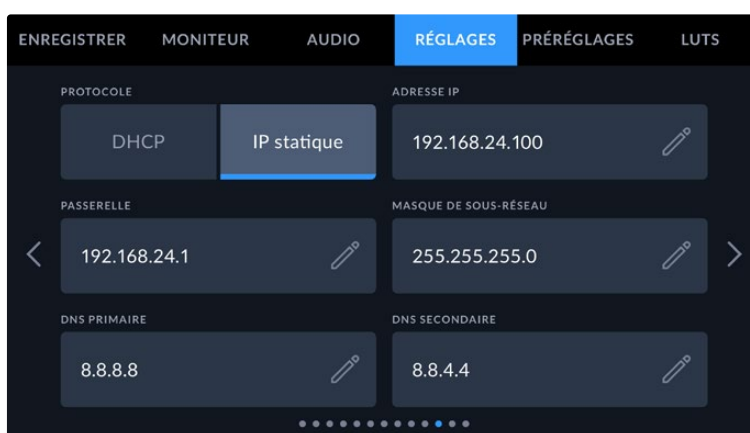 ENREGISTRER MONITEUR AUDIO RÉGLAGES PRÉRÉGLAGES LUTS
PROTOCOLE ADRESSE IP
DHCP IP statique 192.168.24.100
PASSERELLE MASQUE DE SOUS-RÉSEAU
192.168.24.1 255.255.255.0
DNS PRIMAIRE DNS SECONDAIRE
8.8.8.8 8.8.4.4